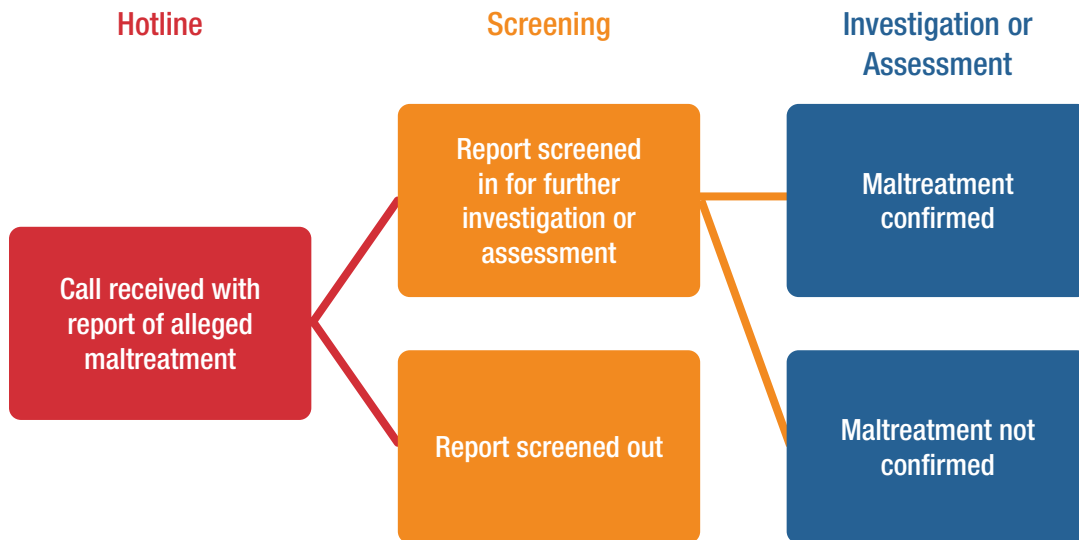 Hotline
Screening
Investigation or
Assessment
Call received with
report of alleged
maltreatment
Report screened
in for further
investigation or
assessment
Report screened out
Maltreatment
confirmed
Maltreatment not
confirmed